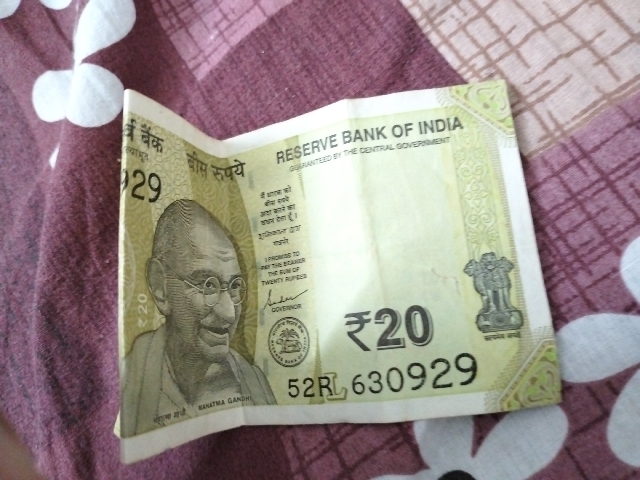 र्व बैंक
बीस रुपये
RESERVE BANK OF INDIA
GUARANTEED BY THE CENTRAL GOVERNMENT
929
मैं धारक को
बीस रुपये
अदा करने का
वचन देता हूँ।
I PROMISE TO
PAY THE BEARER
THE SUM OF
TWENTY RUPEES
GOVERNOR
₹20
₹20
सत्यमेव जयते
52R L 630929
MAHATMA GANDHI